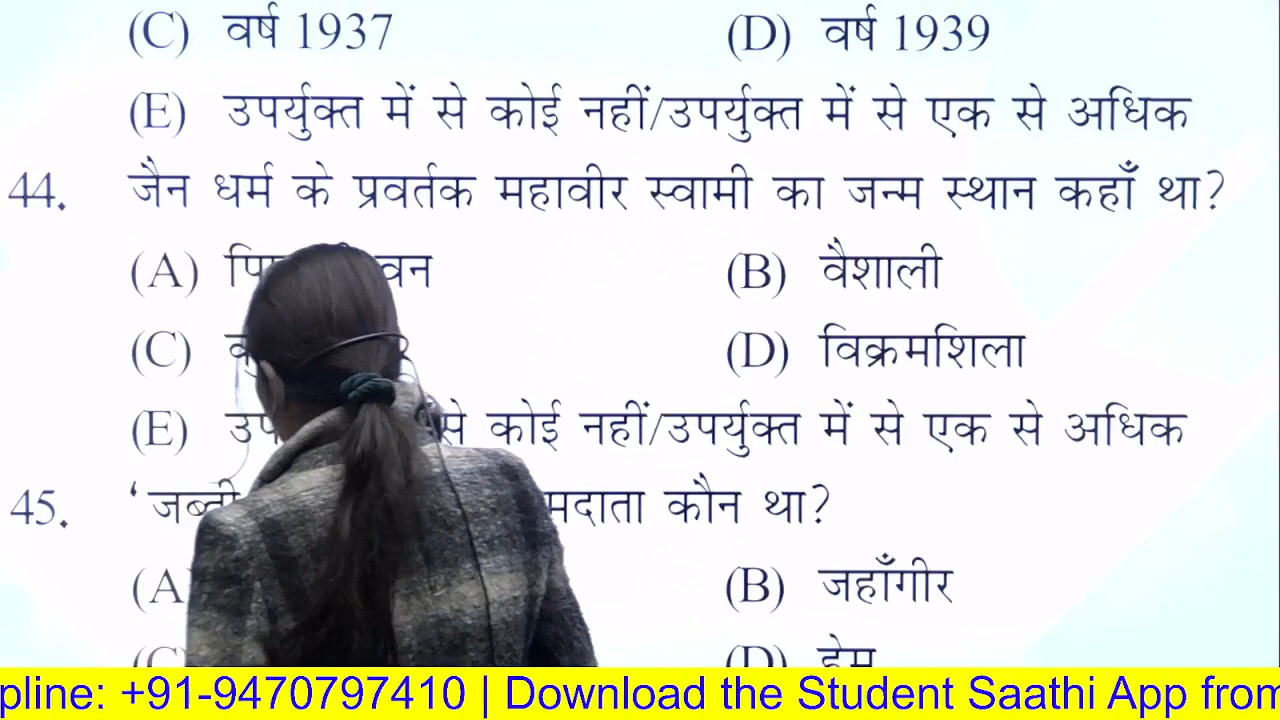 (C) वर्ष 1937 (D) वर्ष 1939
(E) उपर्युक्त में से कोई नहीं/उपर्युक्त में से एक से अधिक
44. जैन धर्म के प्रवर्तक महावीर स्वामी का जन्म स्थान कहाँ था?
(A) (B) वैशाली
(C) (D) विक्रमशिला
(E) से कोई नहीं/उपर्युक्त में से एक से अधिक
45. कौन था?
(A (B) जहाँगीर
(D)
pline: +91-9470797410 | Download the Student Saathi App from